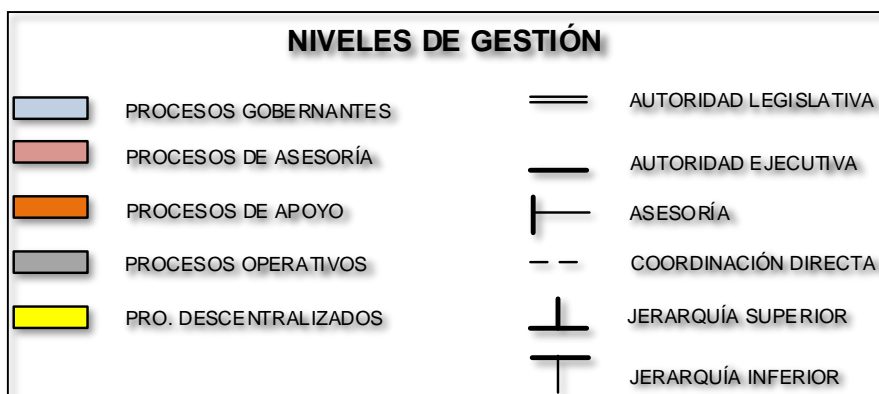 NIVELES DE GESTIÓN
PROCESOS GOBERNANTES
PROCESOS DE ASESORÍA
PROCESOS DE APOYO
PROCESOS OPERATIVOS
PRO. DESCENTRALIZADOS
AUTORIDAD LEGISLATIVA
AUTORIDAD EJECUTIVA
ASESORÍA
COORDINACIÓN DIRECTA
JERARQUÍA SUPERIOR
JERARQUÍA INFERIOR